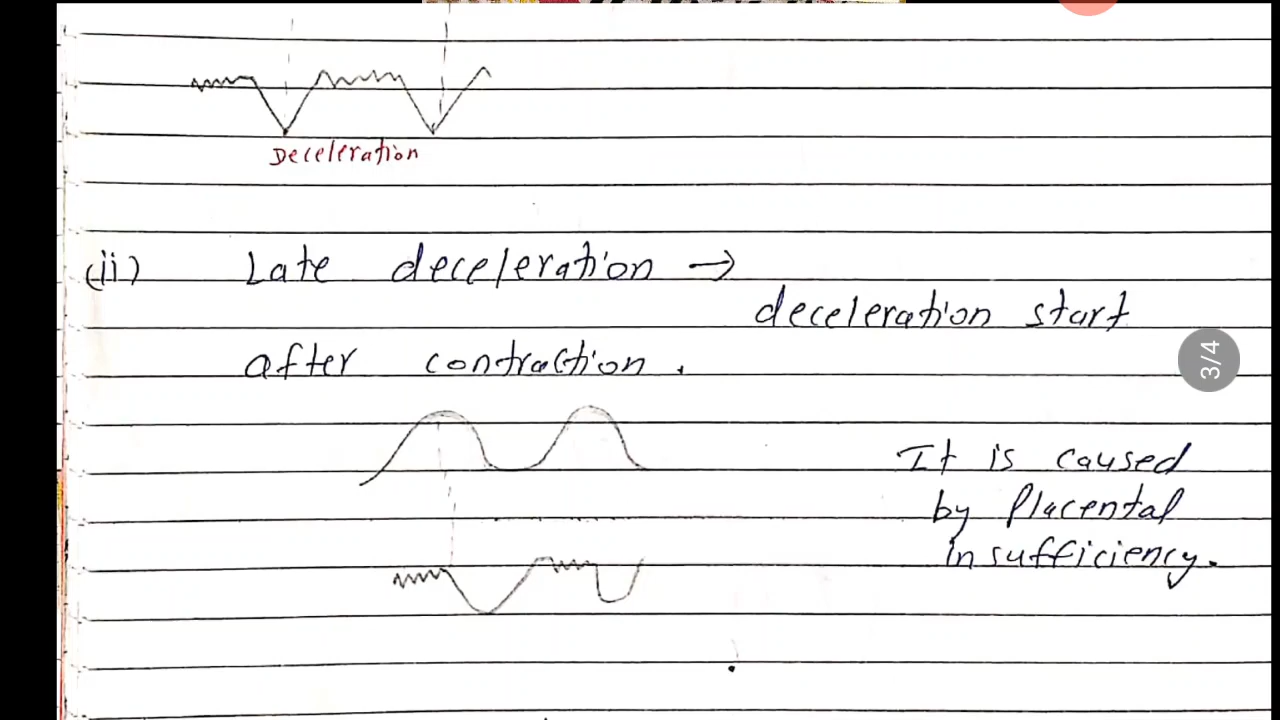 Deceleration
(ii) Late deceleration →
deceleration start
after contraction.
It is caused
by Placental
insufficiency.
3/4